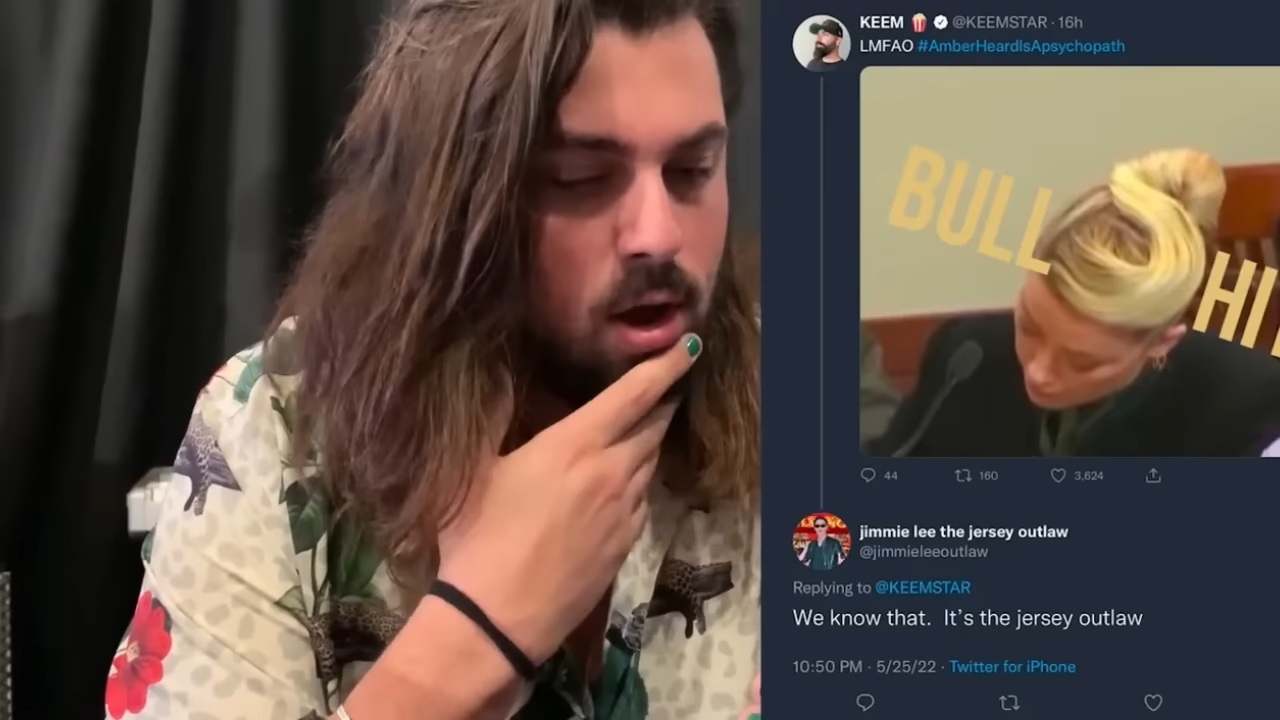 KEEM 🍿 @KEEMSTAR · 16h
LMFAO #AmberHeardIsApsychopath
BULL
HI
44 160 3,624
jimmie lee the jersey outlaw
@jimmieleeoutlaw
Replying to @KEEMSTAR
We know that. It's the jersey outlaw
10:50 PM · 5/25/22 · Twitter for iPhone